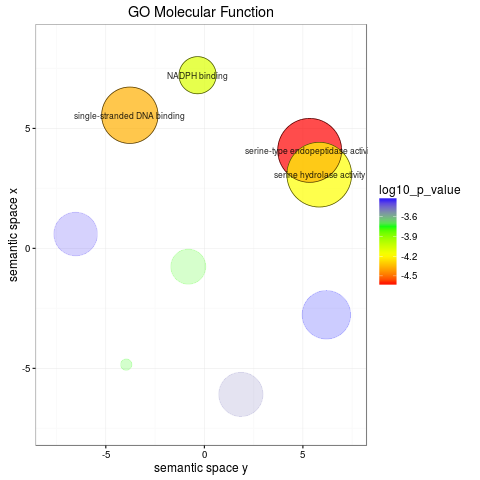 GO Molecular Function
NADPH binding
single-stranded DNA binding
serine-type endopeptidase activi
serine hydrolase activity
semantic space x
5
0
-5
-5
0
5
semantic space y
log10_p_value
-3.6
-3.9
-4.2
-4.5